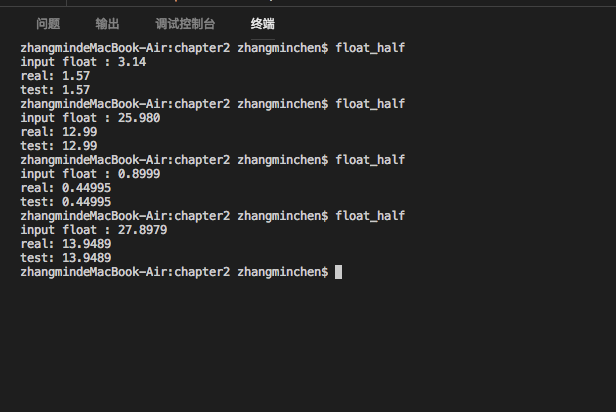 问题 输出 调试控制台 终端
zhangmindeMacBook-Air:chapter2 zhangminchen$ float_half
input float : 3.14
real: 1.57
test: 1.57
zhangmindeMacBook-Air:chapter2 zhangminchen$ float_half
input float : 25.980
real: 12.99
test: 12.99
zhangmindeMacBook-Air:chapter2 zhangminchen$ float_half
input float : 0.8999
real: 0.44995
test: 0.44995
zhangmindeMacBook-Air:chapter2 zhangminchen$ float_half
input float : 27.8979
real: 13.9489
test: 13.9489
zhangmindeMacBook-Air:chapter2 zhangminchen$